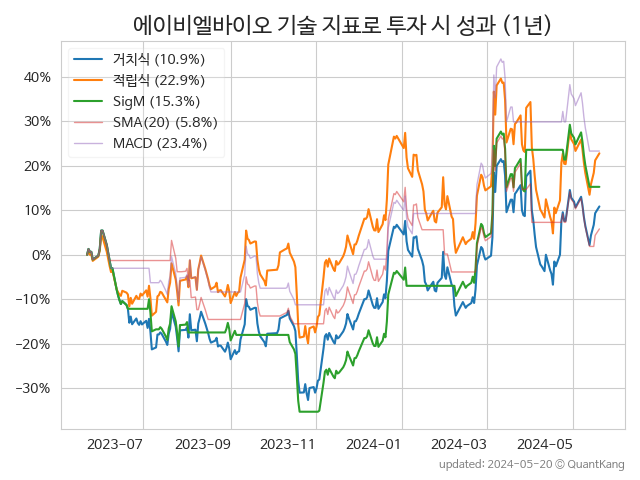 에이비엘바이오 기술 지표로 투자 시 성과 (1년)
거치식 (10.9%)
적립식 (22.9%)
SigM (15.3%)
SMA(20) (5.8%)
MACD (23.4%)
40%
30%
20%
10%
0%
−10%
−20%
−30%
2023−07
2023−09
2023−11
2024−01
2024−03
2024−05
updated: 2024-05-20 © QuantKang